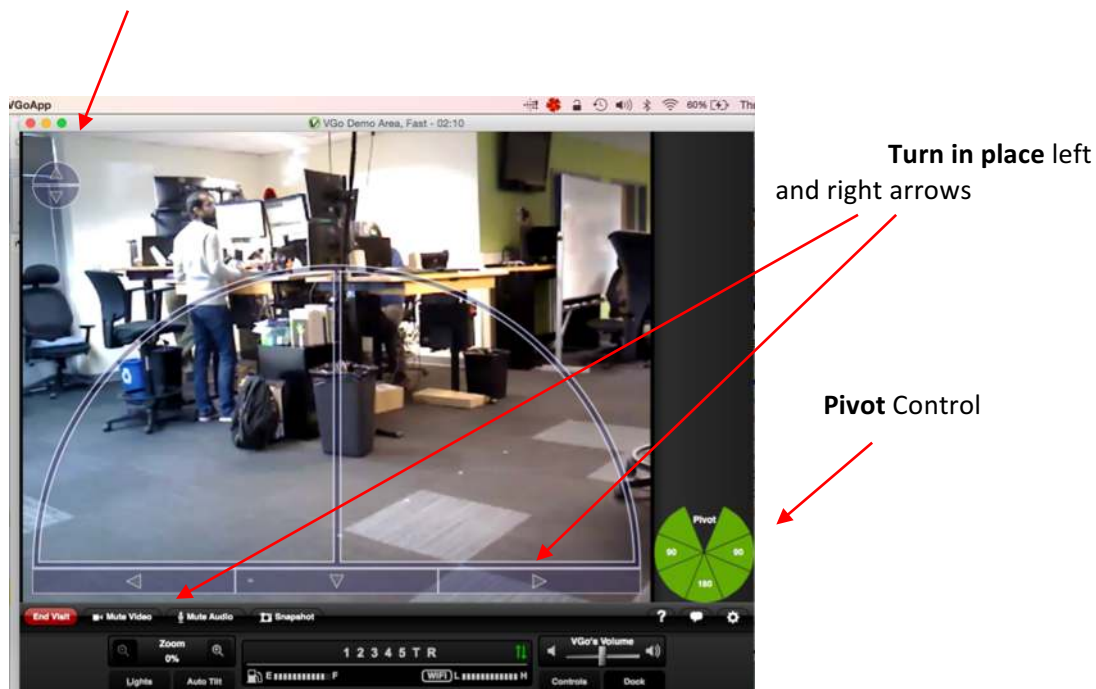 VGoApp
60%
VGo Demo Area, Fast - 02:10
Turn in place left
and right arrows
Pivot Control
Pivot
90 90
180
End Visit Mute Video Mute Audio Snapshot ?
Zoom
0%
1 2 3 4 5 T R
VGo's Volume
E F WiFi L H
Lights Auto Tilt Controls Dock